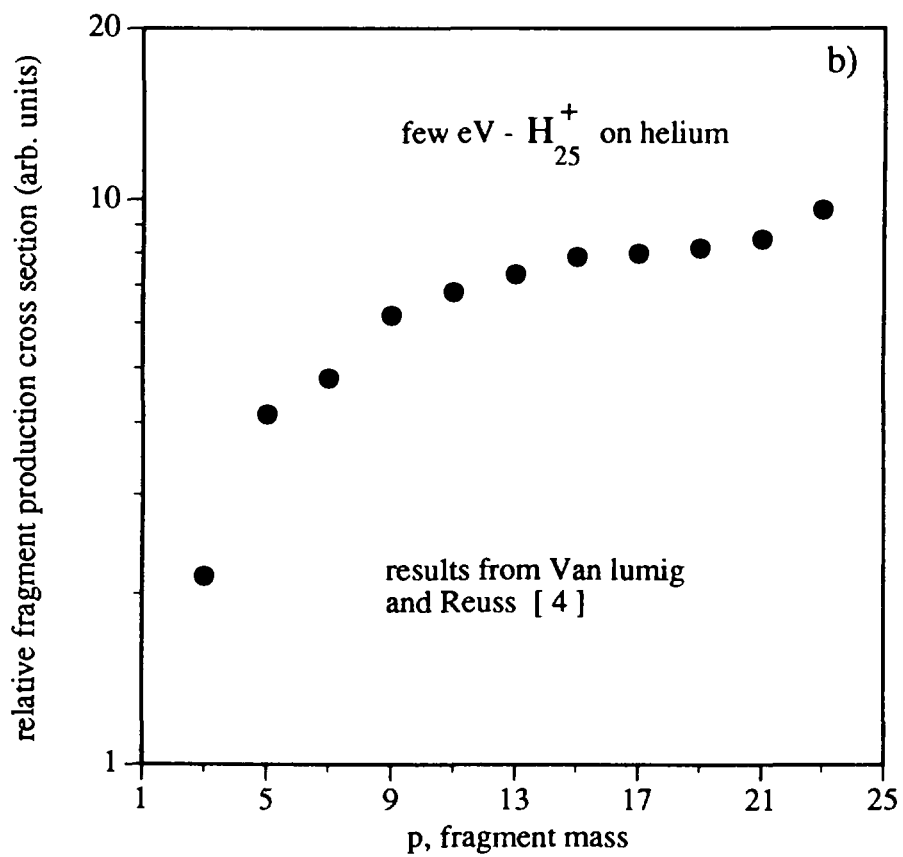 20
b)
few eV - H₂₅⁺ on helium
10
relative fragment production cross section (arb. units)
results from Van lumig
and Reuss [ 4 ]
1
1 5 9 13 17 21 25
p, fragment mass